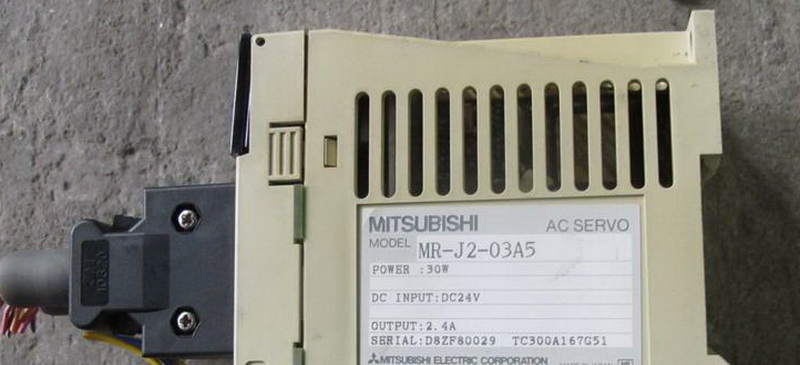 MITSUBISHI AC SERVO
MODEL MR-J2-03A5
POWER :30W
DC INPUT:DC24V
OUTPUT:2.4A
SERIAL:D8ZF80029 TC300A167G51
MITSUBISHI ELECTRIC CORPORATION